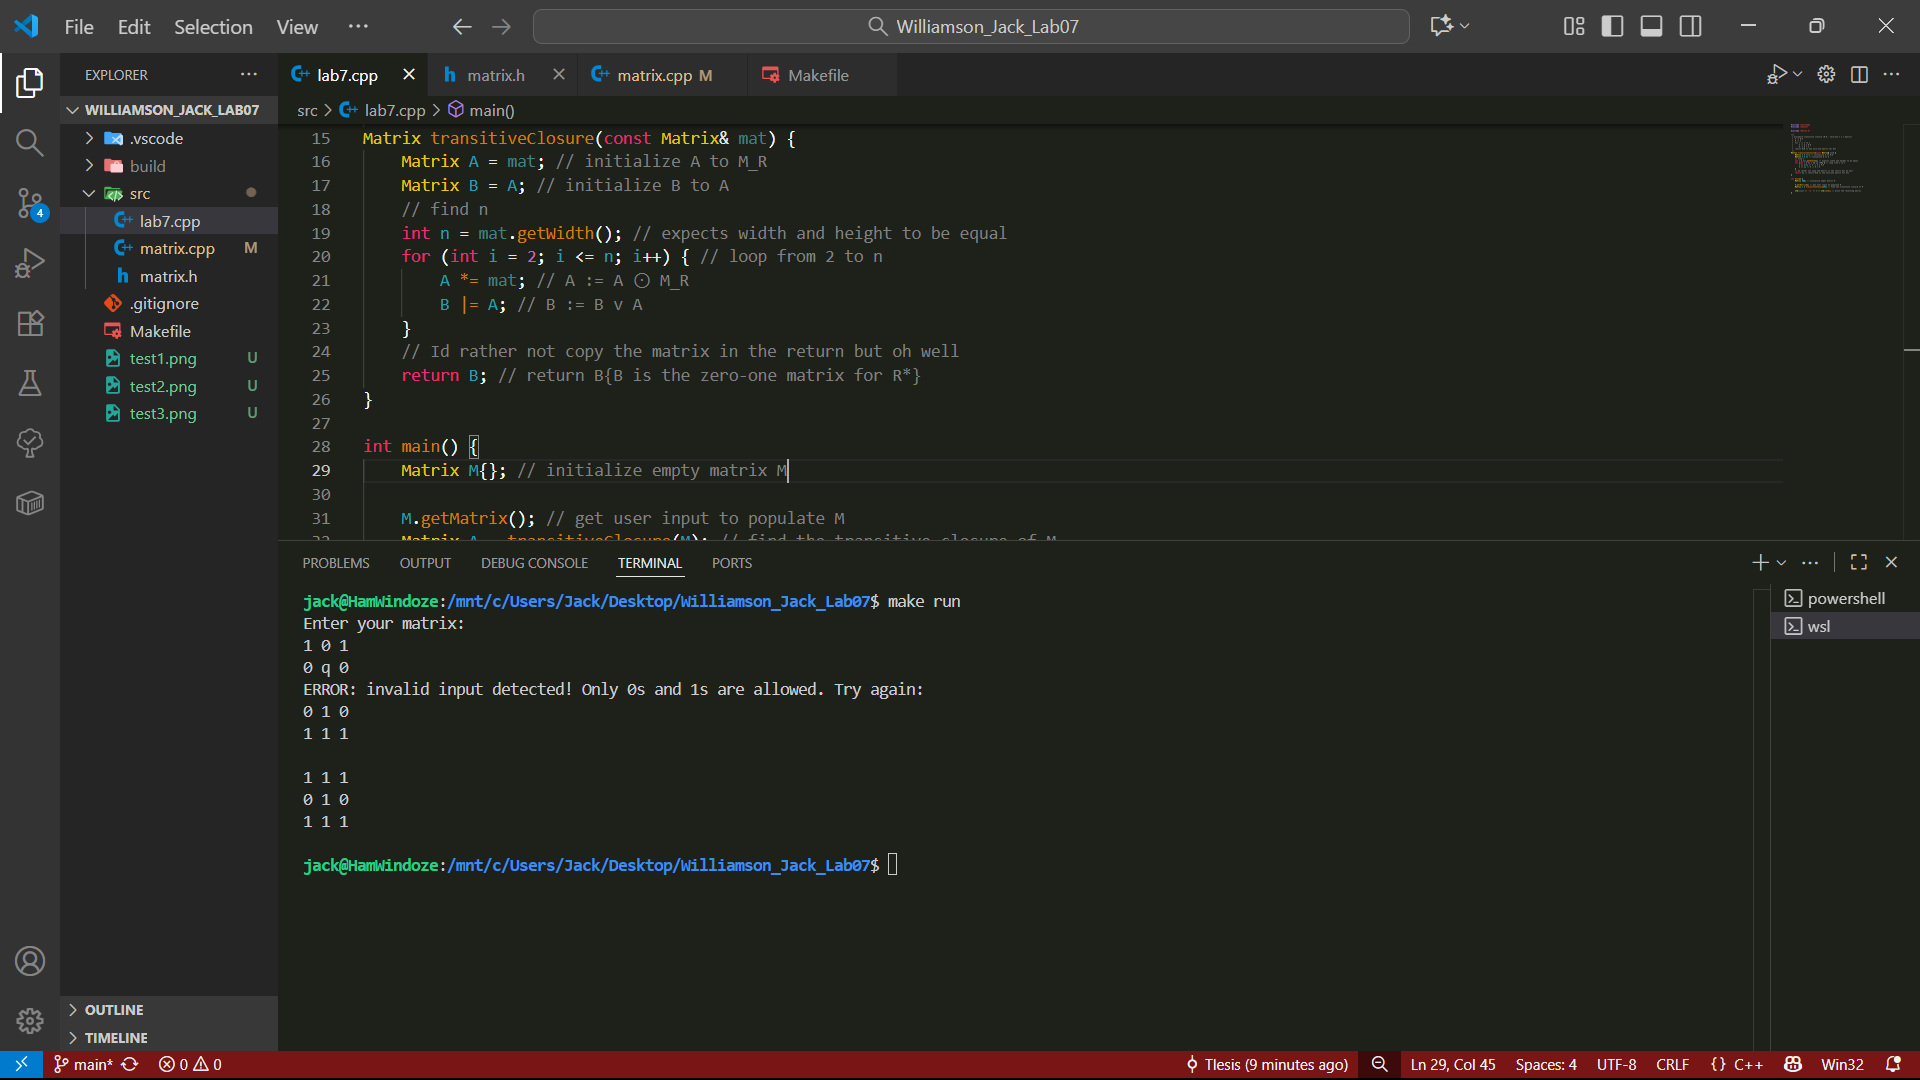 File Edit Selection View ··· Williamson_Jack_Lab07
EXPLORER ···
WILLIAMSON_JACK_LAB07
.vscode
build
src
lab7.cpp
matrix.cpp M
matrix.h
.gitignore
Makefile
test1.png U
test2.png U
test3.png U
OUTLINE
TIMELINE
4
lab7.cpp matrix.h matrix.cpp M Makefile
src > lab7.cpp > main()
15 Matrix transitiveClosure(const Matrix& mat) {
16 Matrix A = mat; // initialize A to M_R
17 Matrix B = A; // initialize B to A
18 // find n
19 int n = mat.getWidth(); // expects width and height to be equal
20 for (int i = 2; i <= n; i++) { // loop from 2 to n
21 A *= mat; // A := A ⊙ M_R
22 B |= A; // B := B v A
23 }
24 // Id rather not copy the matrix in the return but oh well
25 return B; // return B{B is the zero-one matrix for R*}
26 }
27
28 int main() {
29 Matrix M{}; // initialize empty matrix M
30
31 M.getMatrix(); // get user input to populate M
32 Matrix A = transitiveClosure(M); // find the transitive closure of M
PROBLEMS OUTPUT DEBUG CONSOLE TERMINAL PORTS
jack@HamWindoze:/mnt/c/Users/Jack/Desktop/Williamson_Jack_Lab07$ make run
Enter your matrix:
1 0 1
0 q 0
ERROR: invalid input detected! Only 0s and 1s are allowed. Try again:
0 1 0
1 1 1
1 1 1
0 1 0
1 1 1
jack@HamWindoze:/mnt/c/Users/Jack/Desktop/Williamson_Jack_Lab07$
powershell
wsl
main* 0 0 Tlesis (9 minutes ago) Ln 29, Col 45 Spaces: 4 UTF-8 CRLF {} C++ Win32